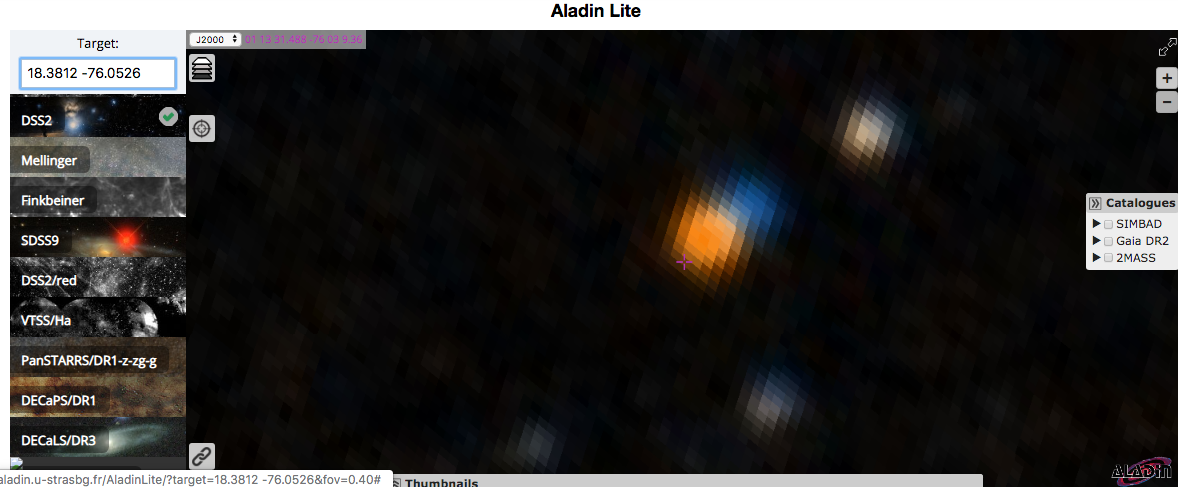 Aladin Lite
Target:
18.3812 -76.0526
J2000 01 13 31.488 -76 03 9.36
DSS2
Mellinger
Finkbeiner
SDSS9
DSS2/red
VTSS/Ha
PanSTARRS/DR1-z-zg-g
DECaPS/DR1
DECaLS/DR3
+
−
Catalogues
SIMBAD
Gaia DR2
2MASS
aladin.u-strasbg.fr/AladinLite/?target=18.3812 -76.0526&fov=0.40#
Thumbnails
ALADIN